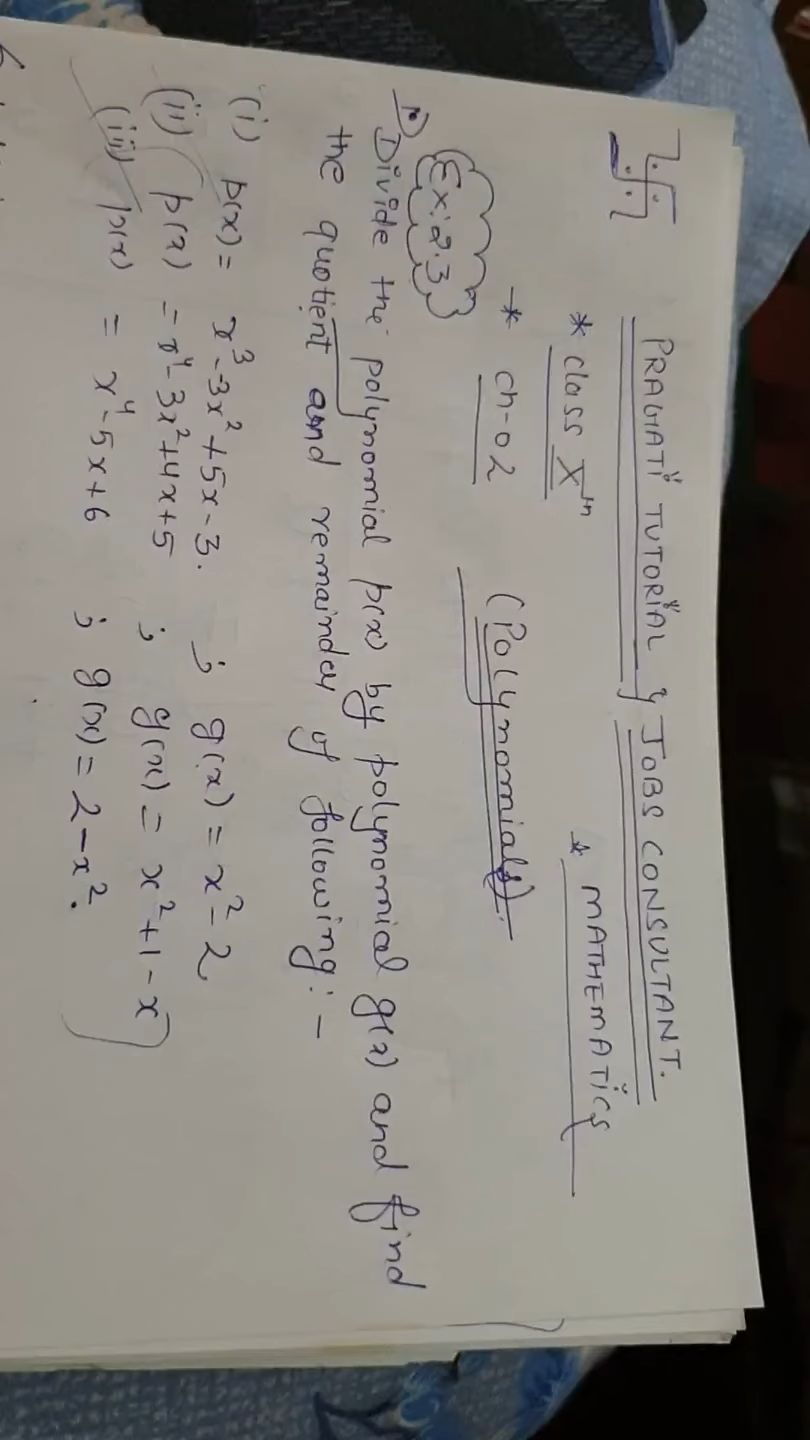 PRAGATI TUTORIAL & JOBS CONSULTANT.
* class Xth * MATHEMATICS
* Ch-02 (Polynomials).
Ex:2.3
1) Divide the polynomial p(x) by polynomial g(x) and find
the quotient and remainder of following:-
(i) p(x) = x³-3x²+5x-3. ; g(x) = x²-2
(ii) p(x) = x⁴-3x²+4x+5 ; g(x) = x²+1-x
(iii) p(x) = x⁴-5x+6 ; g(x) = 2-x².